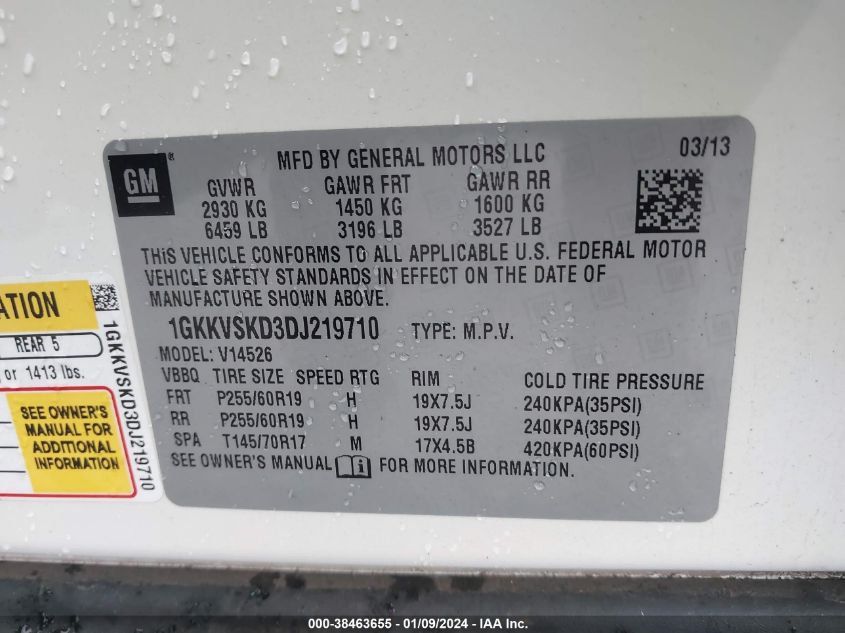 GM
®
MFD BY GENERAL MOTORS LLC
03/13
GVWR GAWR FRT GAWR RR
2930 KG 1450 KG 1600 KG
6459 LB 3196 LB 3527 LB
THIS VEHICLE CONFORMS TO ALL APPLICABLE U.S. FEDERAL MOTOR
VEHICLE SAFETY STANDARDS IN EFFECT ON THE DATE OF
MANUFACTURE SHOWN ABOVE.
1GKKVSKD3DJ219710 TYPE: M.P.V.
MODEL: V14526
VBBQ TIRE SIZE SPEED RTG RIM COLD TIRE PRESSURE
FRT P255/60R19 H 19X7.5J 240KPA(35PSI)
RR P255/60R19 H 19X7.5J 240KPA(35PSI)
SPA T145/70R17 M 17X4.5B 420KPA(60PSI)
SEE OWNER'S MANUAL FOR MORE INFORMATION.
ATION
REAR 5
or 1413 lbs.
SEE OWNER'S
MANUAL FOR
ADDITIONAL
INFORMATION
1GKKVSKD3DJ219710
000-38463655 - 01/09/2024 - IAA Inc.